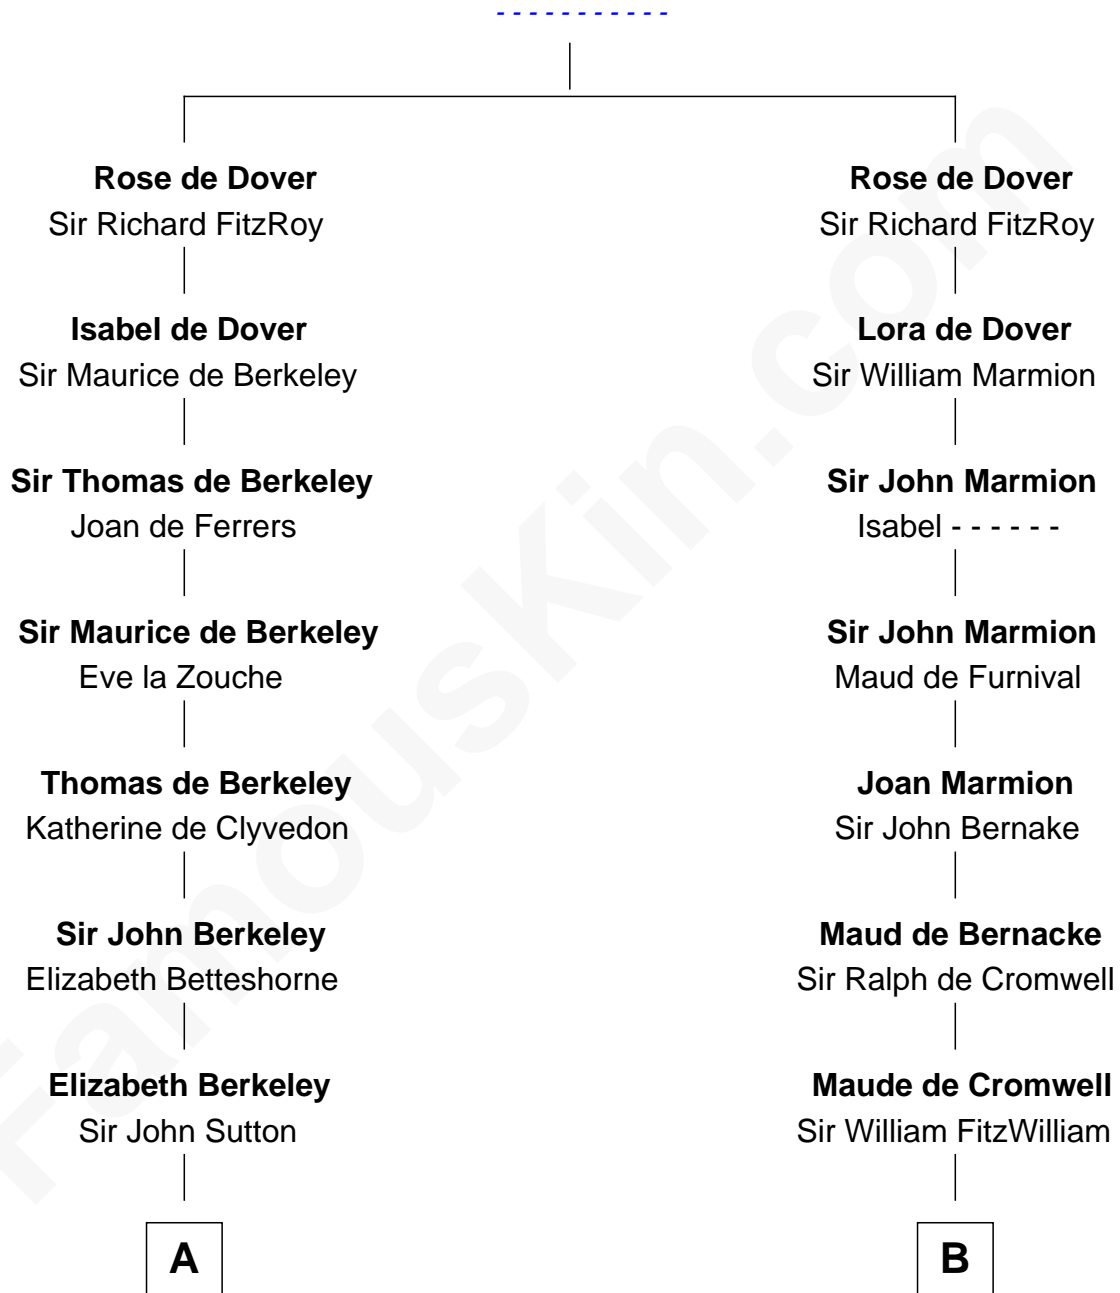 - - - - - - - - - - -
Rose de Dover
Sir Richard FitzRoy
Isabel de Dover
Sir Maurice de Berkeley
Sir Thomas de Berkeley
Joan de Ferrers
Sir Maurice de Berkeley
Eve la Zouche
Thomas de Berkeley
Katherine de Clyvedon
Sir John Berkeley
Elizabeth Betteshorne
Elizabeth Berkeley
Sir John Sutton
A
Rose de Dover
Sir Richard FitzRoy
Lora de Dover
Sir William Marmion
Sir John Marmion
Isabel - - - - - -
Sir John Marmion
Maud de Furnival
Joan Marmion
Sir John Bernake
Maud de Bernacke
Sir Ralph de Cromwell
Maude de Cromwell
Sir William FitzWilliam
B
FamousKin.com